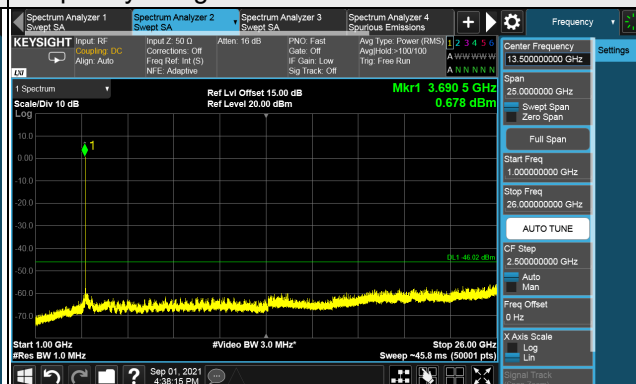 Spectrum Analyzer 1
Swept SA
Spectrum Analyzer 2
Swept SA
Spectrum Analyzer 3
Swept SA
Spectrum Analyzer 4
Spurious Emissions
Frequency
KEYSIGHT
LXI
Input: RF
Coupling: DC
Align: Auto
Input Z: 50 Ω
Corrections: Off
Freq Ref: Int (S)
NFE: Adaptive
Atten: 16 dB
PNO: Fast
Gate: Off
IF Gain: Low
Sig Track: Off
Avg Type: Power (RMS)
Avg|Hold:>100/100
Trig: Free Run
1 2 3 4 5 6
A W W W W W
A N N N N N
1 Spectrum
Scale/Div 10 dB
Log
Ref Lvl Offset 15.00 dB
Ref Level 20.00 dBm
Mkr1 3.690 5 GHz
0.678 dBm
10.0
0.00
-10.0
-20.0
-30.0
-40.0
-50.0
-60.0
-70.0
1
DL1 -46.02 dBm
Start 1.00 GHz
#Res BW 1.0 MHz
#Video BW 3.0 MHz*
Stop 26.00 GHz
Sweep ~45.8 ms (50001 pts)
Sep 01, 2021
4:38:15 PM
Center Frequency
13.500000000 GHz
Settings
Span
25.0000000 GHz
Swept Span
Zero Span
Full Span
Start Freq
1.000000000 GHz
Stop Freq
26.000000000 GHz
AUTO TUNE
CF Step
2.500000000 GHz
Auto
Man
Freq Offset
0 Hz
X Axis Scale
Log
Lin
Signal Track